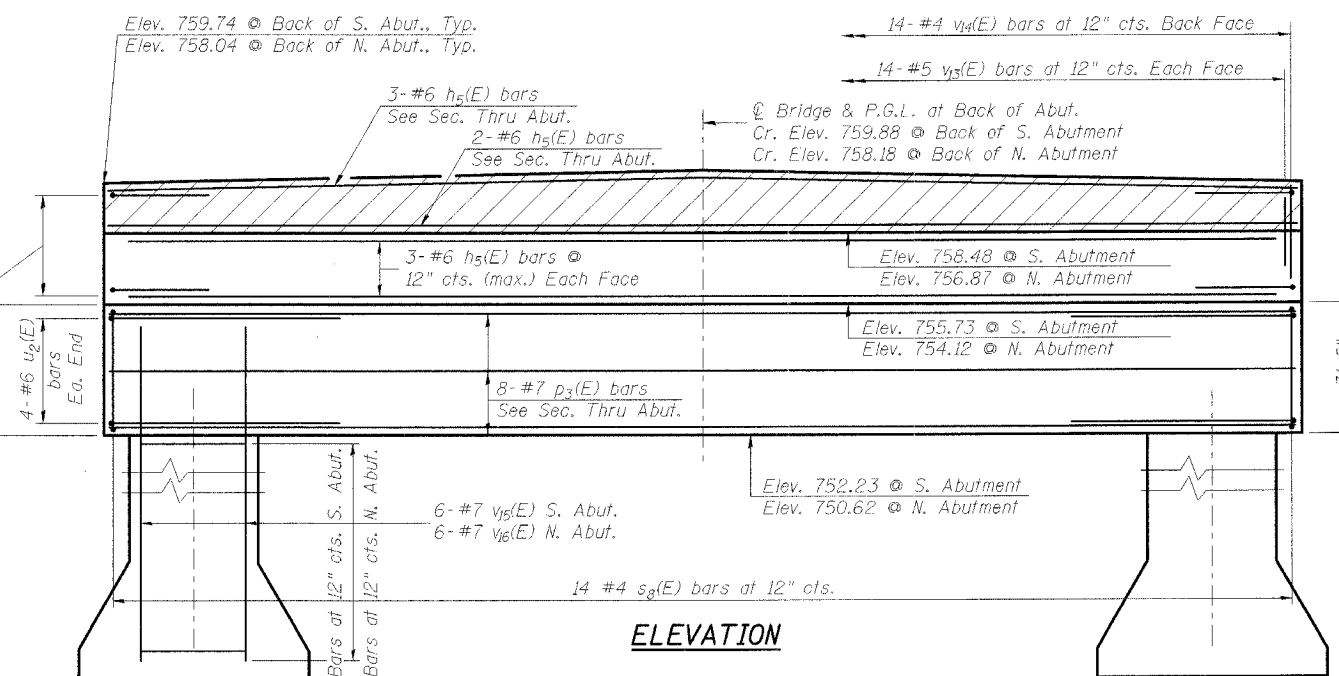 Elev. 759.74 @ Back of S. Abut., Typ.
Elev. 758.04 @ Back of N. Abut., Typ.
14-#4 v14(E) bars at 12" cts. Back Face
14-#5 v13(E) bars at 12" cts. Each Face
3-#6 h5(E) bars
See Sec. Thru Abut.
2-#6 h5(E) bars
See Sec. Thru Abut.
℄ Bridge & P.G.L. at Back of Abut.
Cr. Elev. 759.88 @ Back of S. Abutment
Cr. Elev. 758.18 @ Back of N. Abutment
3-#6 h5(E) bars @
12" cts. (max.) Each Face
Elev. 758.48 @ S. Abutment
Elev. 756.87 @ N. Abutment
Elev. 755.73 @ S. Abutment
Elev. 754.12 @ N. Abutment
4-#6 u2(E)
bars
Ea. End
8-#7 p3(E) bars
See Sec. Thru Abut.
Elev. 752.23 @ S. Abutment
Elev. 750.62 @ N. Abutment
6-#7 v15(E) S. Abut.
6-#7 v16(E) N. Abut.
Bars at 12" cts. S. Abut.
Bars at 12" cts. N. Abut.
14 #4 s8(E) bars at 12" cts.
ELEVATION